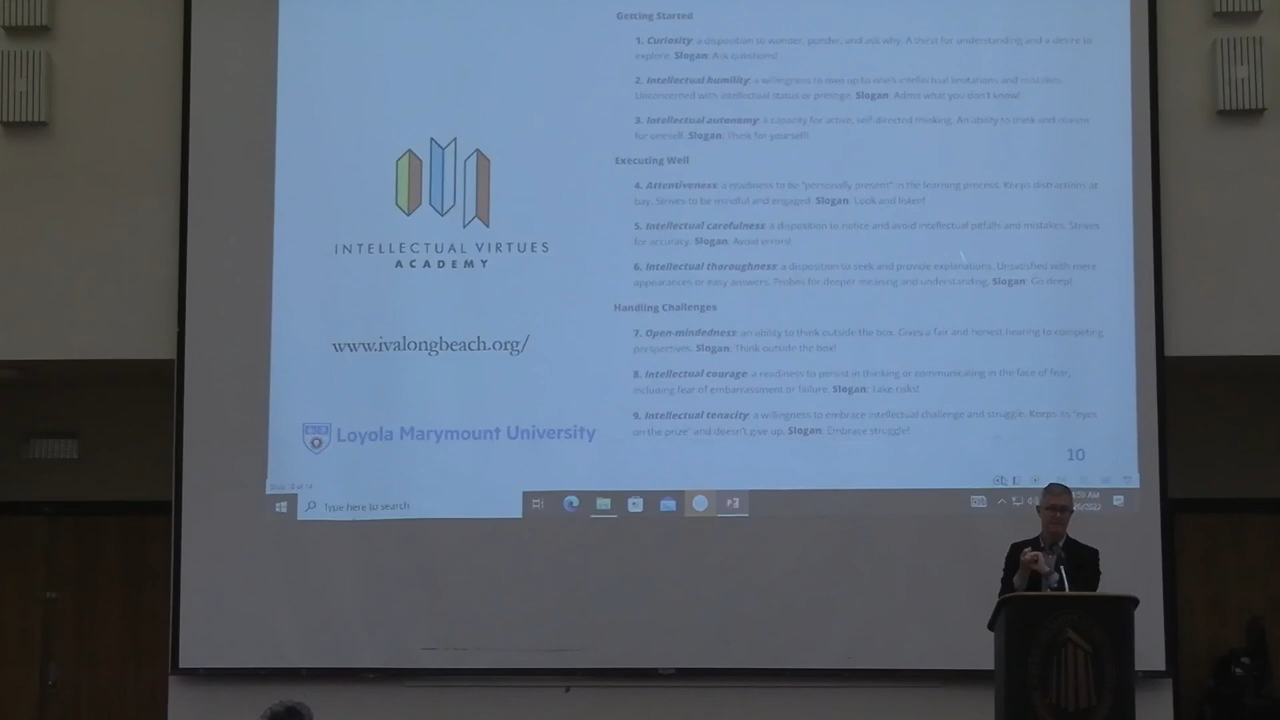 Getting Started
1. Curiosity: a disposition to wonder, ponder, and ask why. A thirst for understanding and a desire to
explore. Slogan: Ask questions!
2. Intellectual humility: a willingness to own up to one's intellectual limitations and mistakes.
Unconcerned with intellectual status or prestige. Slogan: Admit what you don't know!
3. Intellectual autonomy: a capacity for active, self-directed thinking. An ability to think and reason
for oneself. Slogan: Think for yourself!
Executing Well
4. Attentiveness: a readiness to be "personally present" in the learning process. Keeps distractions at
bay. Strives to be mindful and engaged. Slogan: Look and listen!
5. Intellectual carefulness: a disposition to notice and avoid intellectual pitfalls and mistakes. Strives
for accuracy. Slogan: Avoid errors!
6. Intellectual thoroughness: a disposition to seek and provide explanations. Unsatisfied with mere
appearances or easy answers. Probes for deeper meaning and understanding. Slogan: Go deep!
Handling Challenges
7. Open-mindedness: an ability to think outside the box. Gives a fair and honest hearing to competing
perspectives. Slogan: Think outside the box!
8. Intellectual courage: a readiness to persist in thinking or communicating in the face of fear,
including fear of embarrassment or failure. Slogan: Take risks!
9. Intellectual tenacity: a willingness to embrace intellectual challenge and struggle. Keeps its "eyes
on the prize" and doesn't give up. Slogan: Embrace struggle!
INTELLECTUAL VIRTUES
ACADEMY
www.ivalongbeach.org/
Loyola Marymount University
10
Type here to search